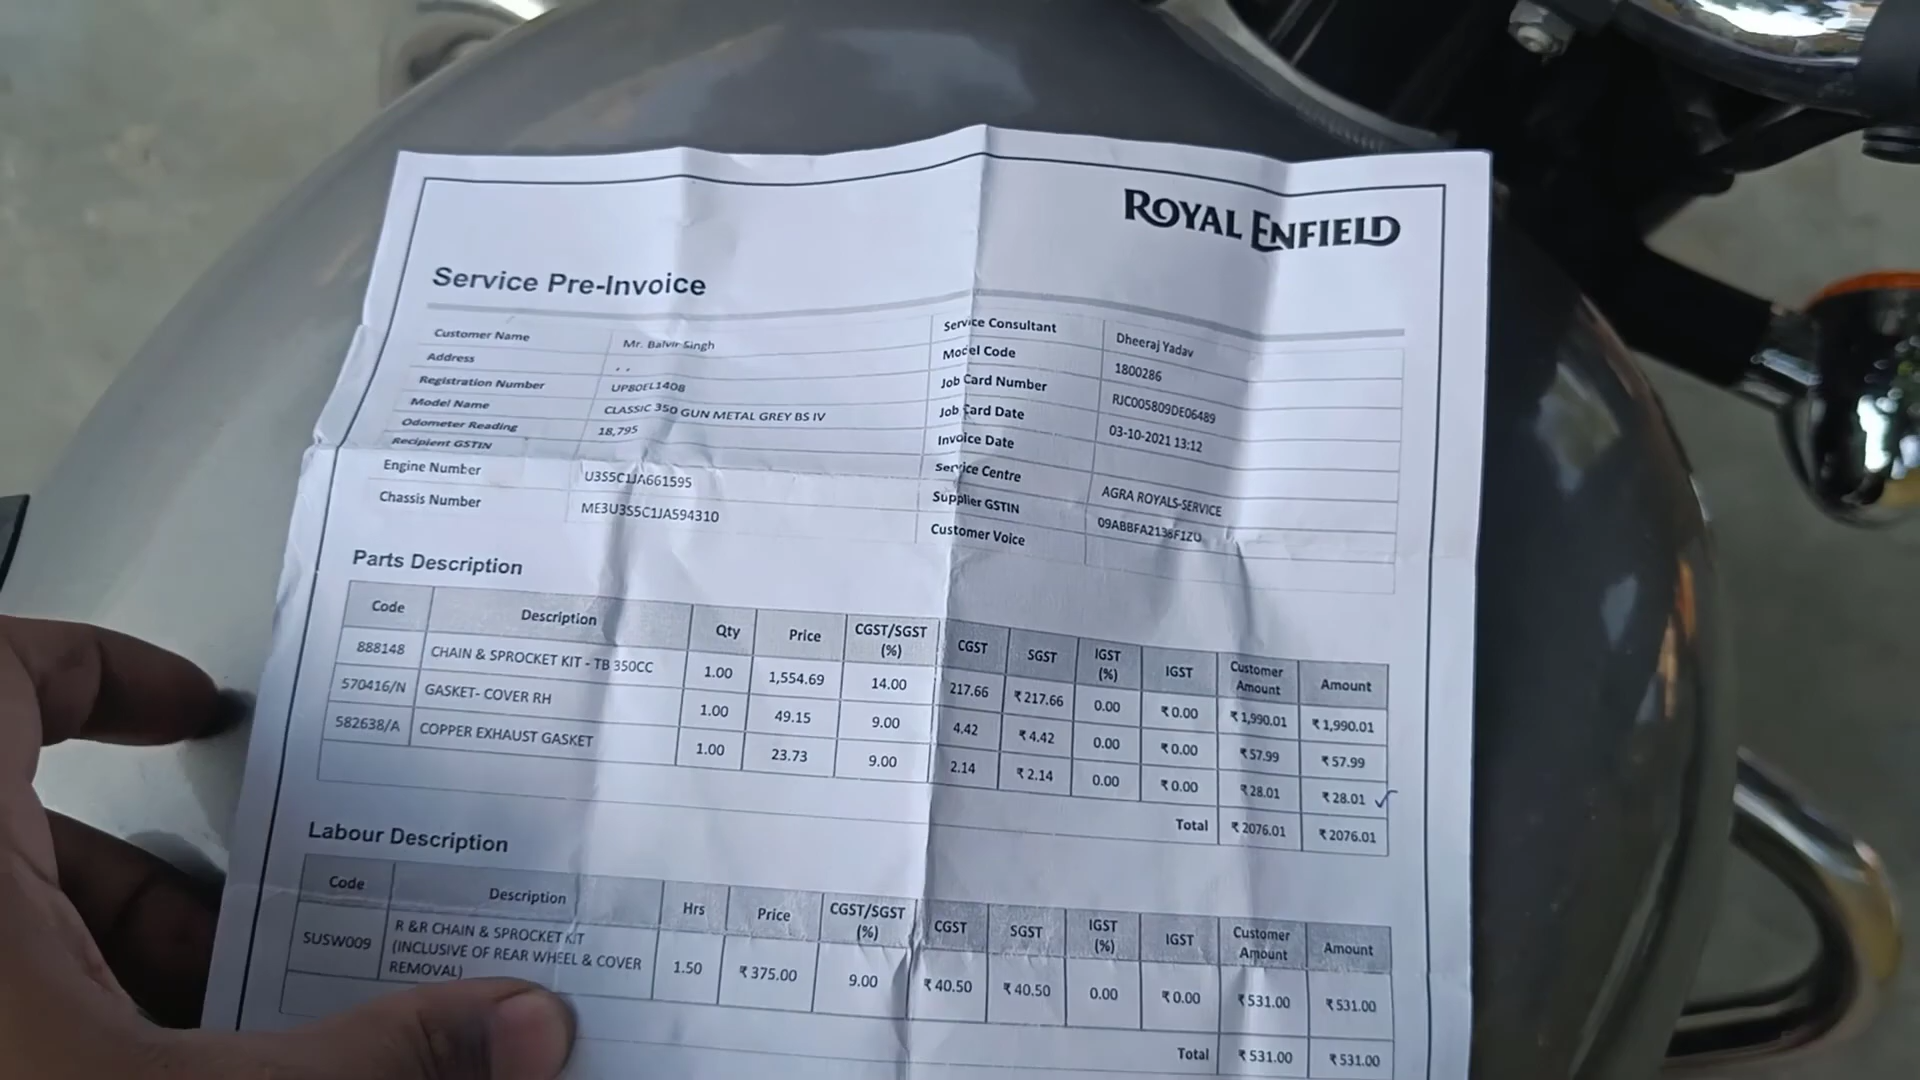 ROYAL ENFIELD
Service Pre-Invoice
Customer Name Mr. Balvir Singh
Address . .
Registration Number UP80EL1408
Model Name CLASSIC 350 GUN METAL GREY BS IV
Odometer Reading 18,795
Recipient GSTIN
Engine Number U3S5C1JA661595
Chassis Number ME3U3S5C1JA594310
Service Consultant Dheeraj Yadav
Model Code 1800286
Job Card Number RJC005809DE06489
Job Card Date 03-10-2021 13:12
Invoice Date
Service Centre AGRA ROYALS-SERVICE
Supplier GSTIN 09ABBFA2136F1ZU
Customer Voice
Parts Description
Code Description Qty Price CGST/SGST (%) CGST SGST IGST (%) IGST Customer Amount Amount
888148 CHAIN & SPROCKET KIT - TB 350CC 1.00 1,554.69 14.00 217.66 ₹ 217.66 0.00 ₹ 0.00 ₹ 1,990.01 ₹ 1,990.01
570416/N GASKET- COVER RH 1.00 49.15 9.00 4.42 ₹ 4.42 0.00 ₹ 0.00 ₹ 57.99 ₹ 57.99
582638/A COPPER EXHAUST GASKET 1.00 23.73 9.00 2.14 ₹ 2.14 0.00 ₹ 0.00 ₹ 28.01 ₹ 28.01
Total ₹ 2076.01 ₹ 2076.01
Labour Description
Code Description Hrs Price CGST/SGST (%) CGST SGST IGST (%) IGST Customer Amount Amount
SUSW009 R &R CHAIN & SPROCKET KIT (INCLUSIVE OF REAR WHEEL & COVER REMOVAL) 1.50 ₹ 375.00 9.00 ₹ 40.50 ₹ 40.50 0.00 ₹ 0.00 ₹ 531.00 ₹ 531.00
Total ₹ 531.00 ₹ 531.00